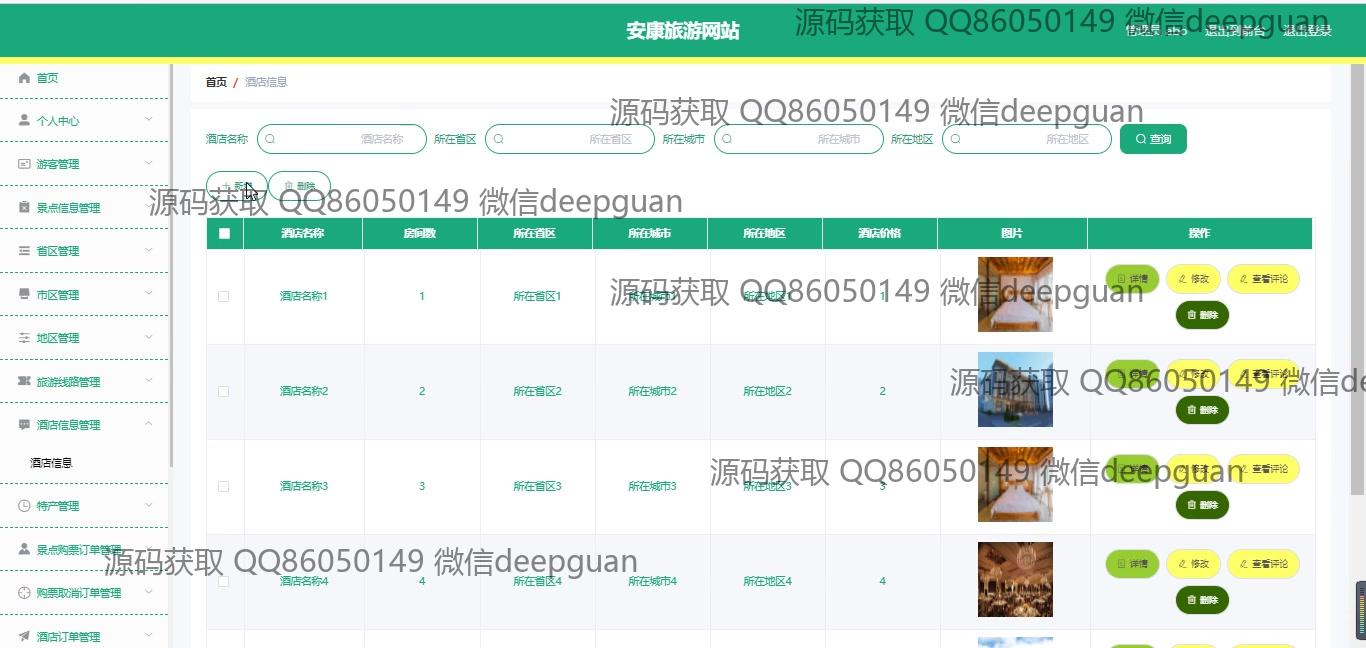 安康旅游网站
管理员 abo 退出到前台 退出登录
源码获取 QQ86050149 微信deepguan
首页
个人中心
游客管理
景点信息管理
省区管理
市区管理
地区管理
旅游线路管理
酒店信息管理
酒店信息
特产管理
景点购票订单管理
购票取消订单管理
酒店订单管理
首页 / 酒店信息
源码获取 QQ86050149 微信deepguan
酒店名称 酒店名称 所在省区 所在省区 所在城市 所在城市 所在地区 所在地区 查询
新增 删除
源码获取 QQ86050149 微信deepguan
酒店名称 房间数 所在省区 所在城市 所在地区 酒店价格 图片 操作
酒店名称1 1 所在省区1 所在城市1 所在地区1 1 详情 修改 查看评论
删除
源码获取 QQ86050149 微信deepguan
酒店名称2 2 所在省区2 所在城市2 所在地区2 2 详情 修改 查看评论
删除
源码获取 QQ86050149 微信de
酒店名称3 3 所在省区3 所在城市3 所在地区3 3 详情 修改 查看评论
删除
源码获取 QQ86050149 微信deepguan
酒店名称4 4 所在省区4 所在城市4 所在地区4 4 详情 修改 查看评论
删除
源码获取 QQ86050149 微信deepguan